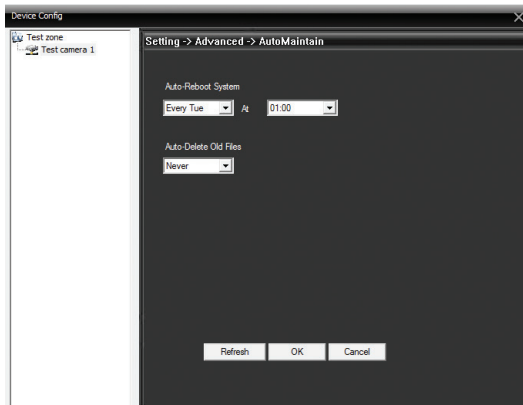 Device Config
Test zone
Test camera 1
Setting -> Advanced -> AutoMaintain
Auto-Reboot System
Every Tue At 01:00
Auto-Delete Old Files
Never
Refresh OK Cancel